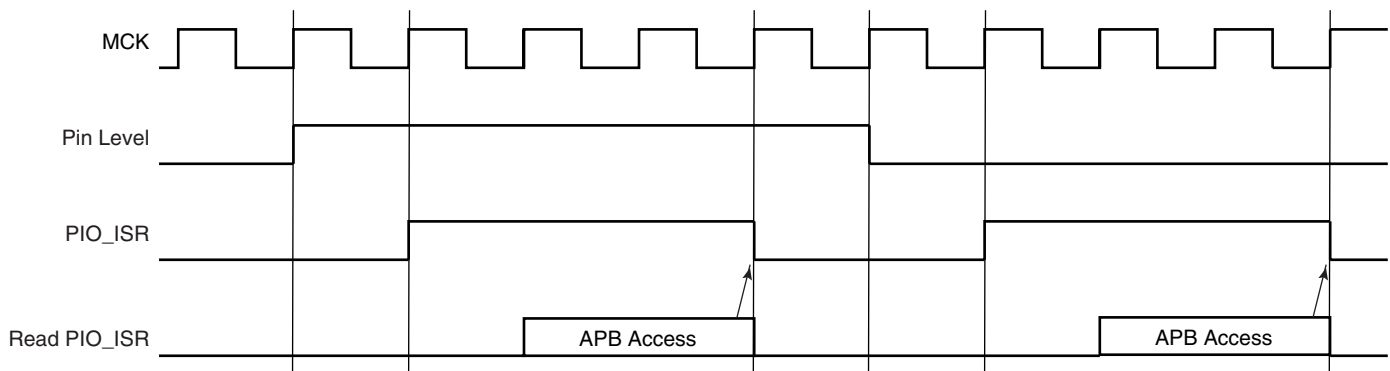 MCK
Pin Level
PIO_ISR
Read PIO_ISR
APB Access
APB Access